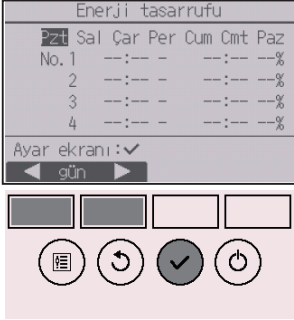 Enerji tasarrufu
Pzt Sal Çar Per Cum Cmt Paz
No. 1 --:-- - --:-- --%
2 --:-- - --:-- --%
3 --:-- - --:-- --%
4 --:-- - --:-- --%
Ayar ekranı:✓
◀ gün ▶